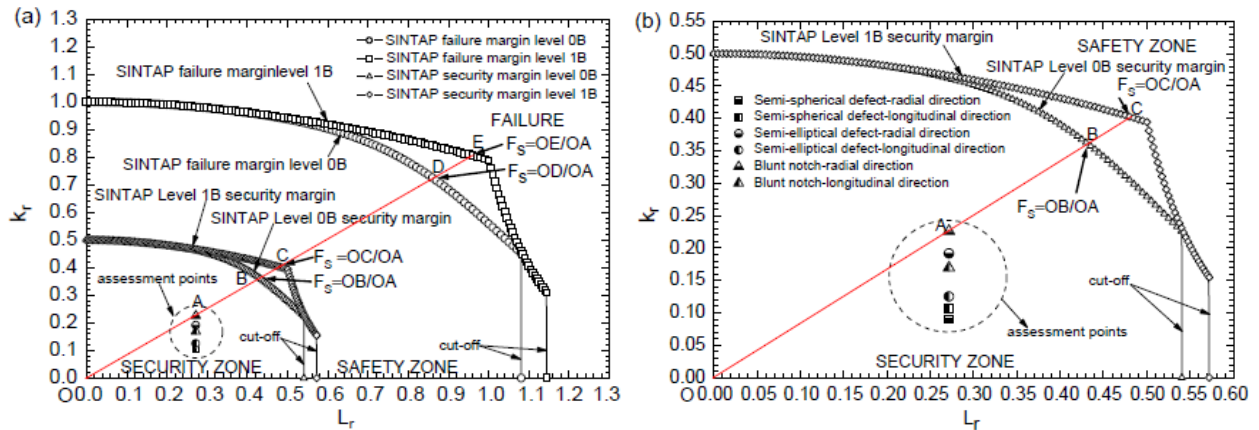 (a)
SINTAP failure margin level 0B
SINTAP failure margin level 1B
SINTAP security margin level 0B
SINTAP security margin level 1B
SINTAP failure marginlevel 1B
FAILURE
E
F_S=OE/OA
SINTAP failure margin level 0B
D
F_S=OD/OA
SINTAP Level 1B security margin
SINTAP Level 0B security margin
C
F_S=OC/OA
B
F_S=OB/OA
assessment points
A
cut-off
cut-off
SECURITY ZONE
SAFETY ZONE
k_r
1.3
1.2
1.1
1.0
0.9
0.8
0.7
0.6
0.5
0.4
0.3
0.2
0.1
0.0
O
0.0 0.1 0.2 0.3 0.4 0.5 0.6 0.7 0.8 0.9 1.0 1.1 1.2 1.3
L_r
(b)
SINTAP Level 1B security margin
SAFETY ZONE
SINTAP Level 0B security margin
F_S=OC/OA
C
Semi-spherical defect-radial direction
Semi-spherical defect-longitudinal direction
Semi-elliptical defect-radial direction
Semi-elliptical defect-longitudinal direction
Blunt notch-radial direction
Blunt notch-longitudinal direction
B
F_S=OB/OA
A
cut-off
assessment points
SECURITY ZONE
k_r
0.55
0.50
0.45
0.40
0.35
0.30
0.25
0.20
0.15
0.10
0.05
0.00
O
0.00 0.05 0.10 0.15 0.20 0.25 0.30 0.35 0.40 0.45 0.50 0.55 0.60
L_r